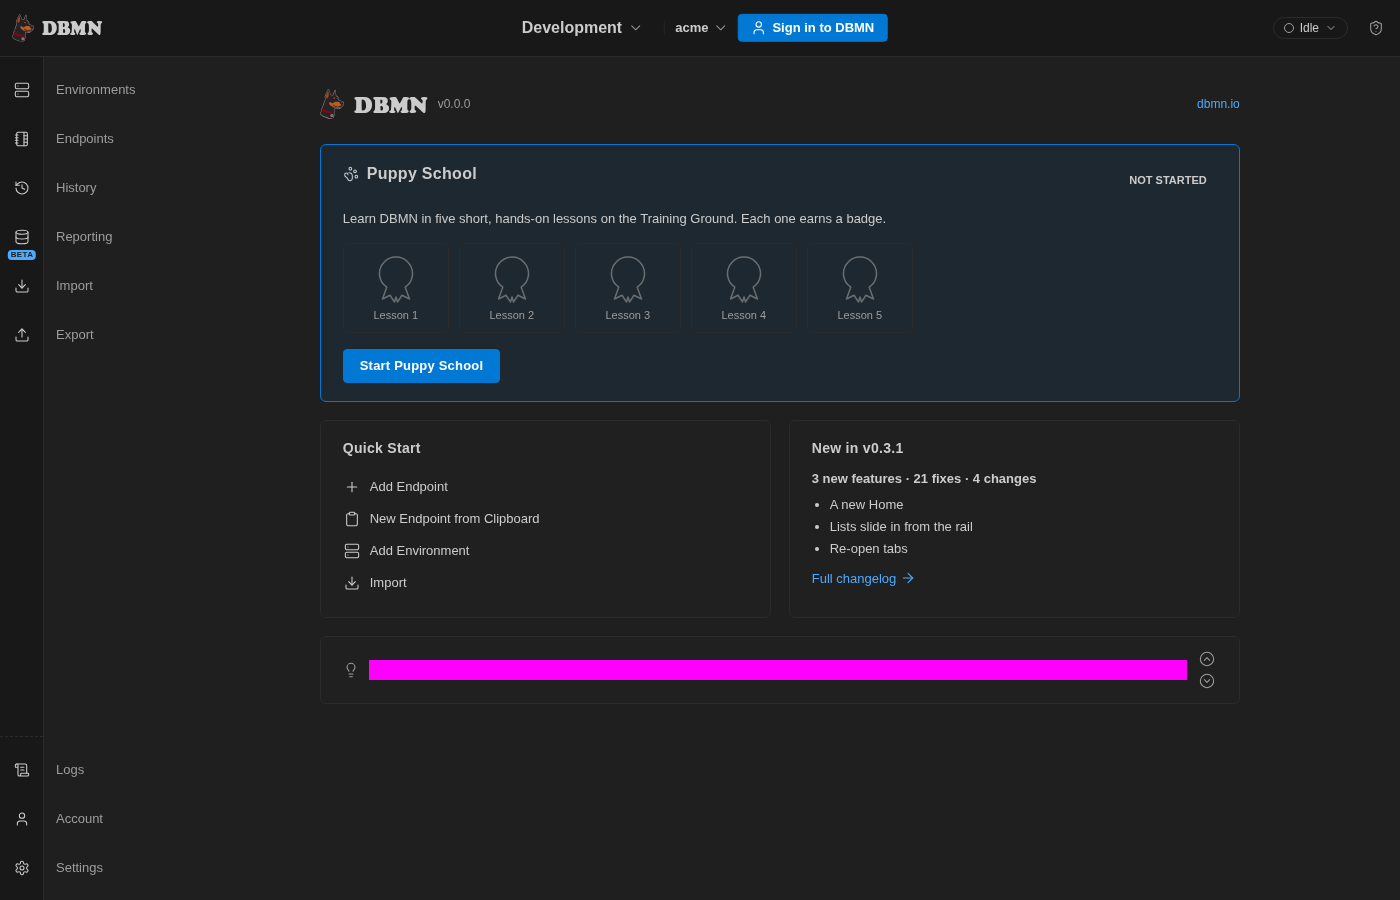 DBMN
Development
acme
Sign in to DBMN
Idle
Environments
Endpoints
History
Reporting
BETA
Import
Export
DBMN v0.0.0
dbmn.io
Puppy School
NOT STARTED
Learn DBMN in five short, hands-on lessons on the Training Ground. Each one earns a badge.
Lesson 1
Lesson 2
Lesson 3
Lesson 4
Lesson 5
Start Puppy School
Quick Start
Add Endpoint
New Endpoint from Clipboard
Add Environment
Import
New in v0.3.1
3 new features · 21 fixes · 4 changes
• A new Home
• Lists slide in from the rail
• Re-open tabs
Full changelog
Logs
Account
Settings